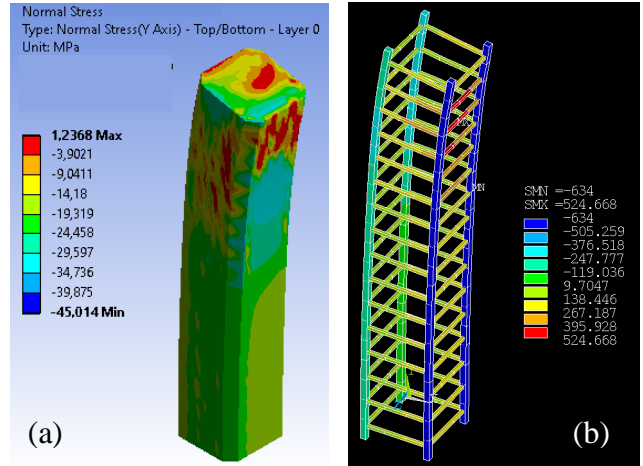 Normal Stress
Type: Normal Stress(Y Axis) - Top/Bottom - Layer 0
Unit: MPa
1,2368 Max
-3,9021
-9,0411
-14,18
-19,319
-24,458
-29,597
-34,736
-39,875
-45,014 Min
(a)
MX
MN
SMN =-634
SMX =524.668
-634
-505.259
-376.518
-247.777
-119.036
9.7047
138.446
267.187
395.928
524.668
(b)